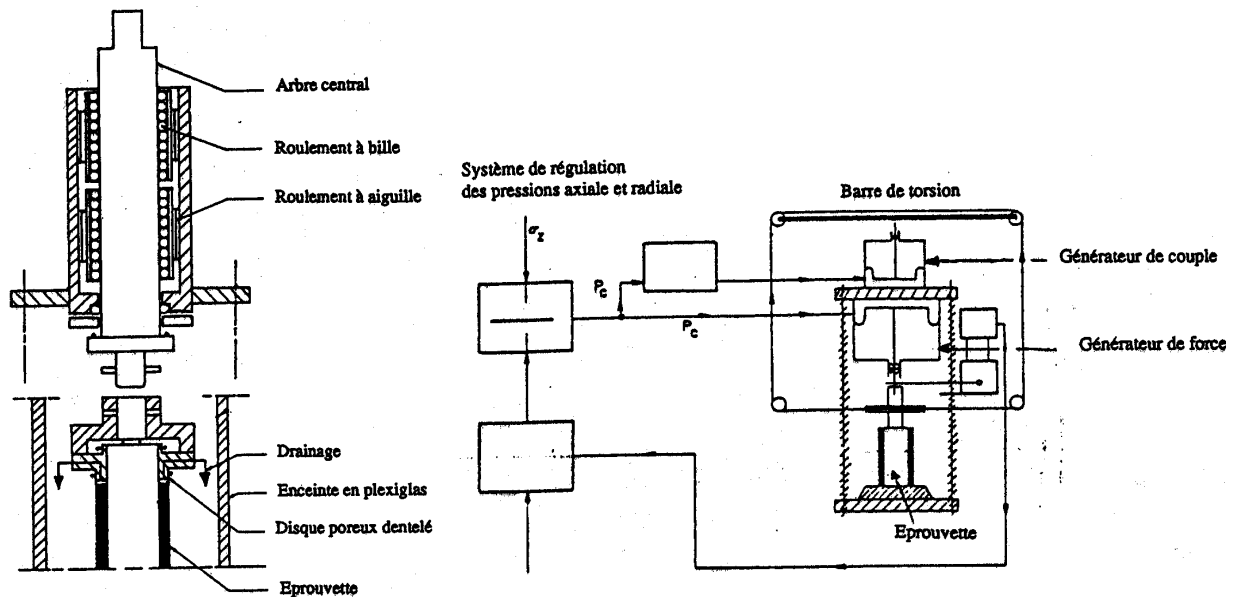 Arbre central
Roulement à bille
Roulement à aiguille
Drainage
Enceinte en plexiglas
Disque poreux dentelé
Eprouvette
Système de régulation
des pressions axiale et radiale
σz
Pc
Pc
Barre de torsion
Générateur de couple
Générateur de force
Eprouvette